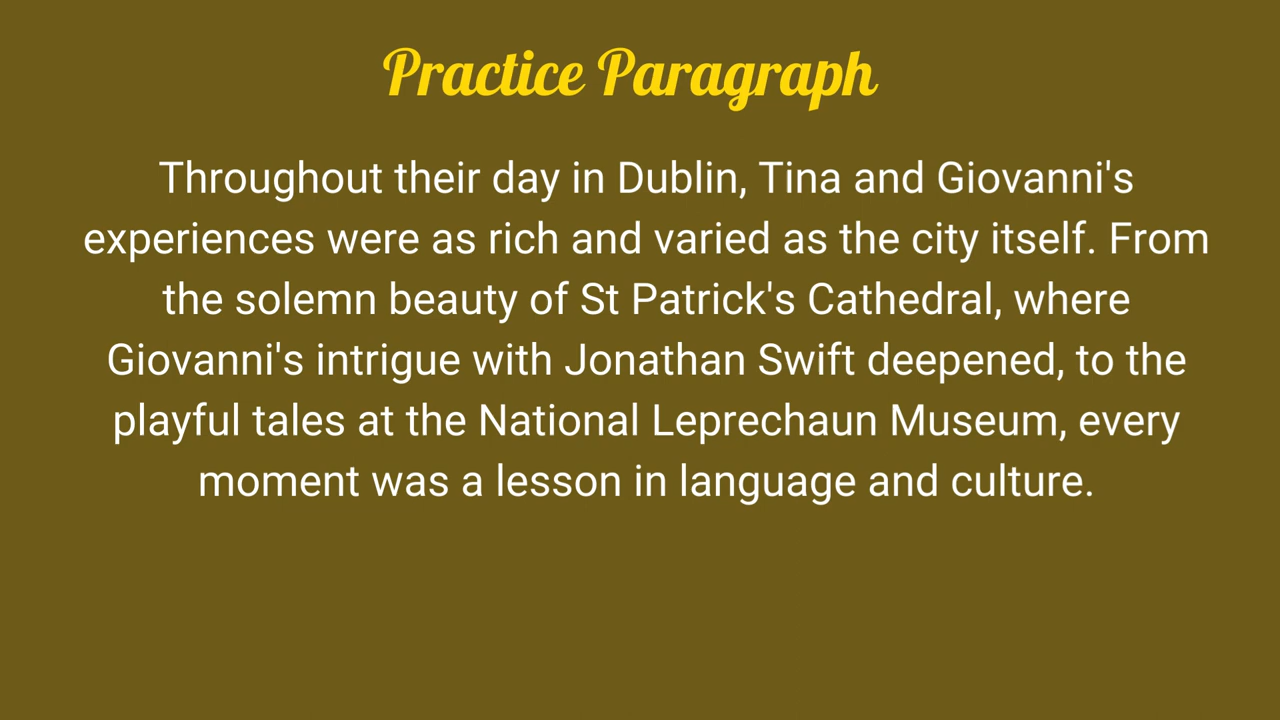 Practice Paragraph
Throughout their day in Dublin, Tina and Giovanni's
experiences were as rich and varied as the city itself. From
the solemn beauty of St Patrick's Cathedral, where
Giovanni's intrigue with Jonathan Swift deepened, to the
playful tales at the National Leprechaun Museum, every
moment was a lesson in language and culture.